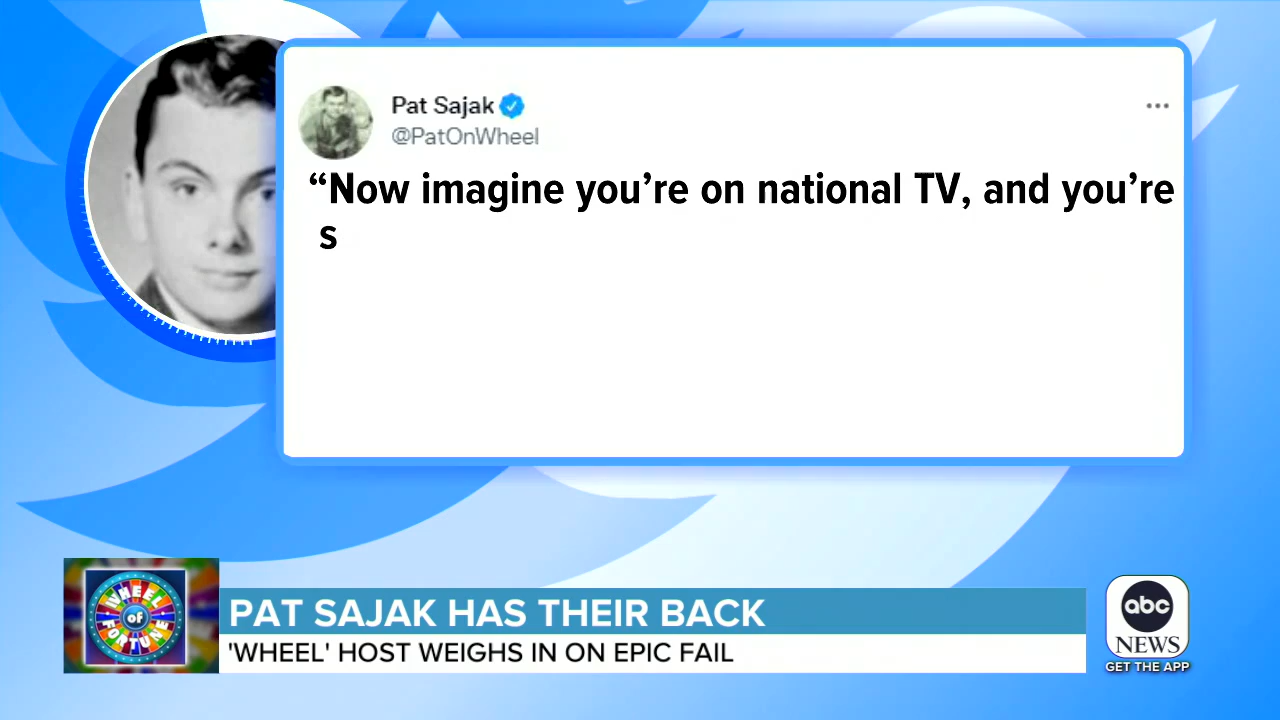 Pat Sajak
@PatOnWheel
“Now imagine you’re on national TV, and you’re
s
WHEEL
of
FORTUNE
PAT SAJAK HAS THEIR BACK
'WHEEL' HOST WEIGHS IN ON EPIC FAIL
abc
NEWS
GET THE APP